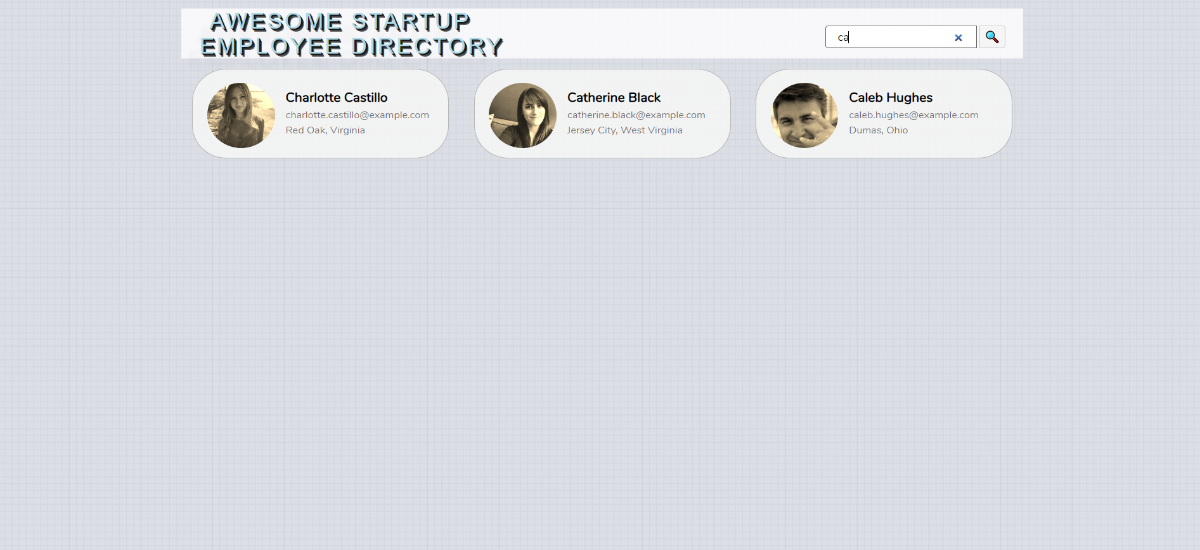 AWESOME STARTUP
EMPLOYEE DIRECTORY
ca
Charlotte Castillo
charlotte.castillo@example.com
Red Oak, Virginia
Catherine Black
catherine.black@example.com
Jersey City, West Virginia
Caleb Hughes
caleb.hughes@example.com
Dumas, Ohio